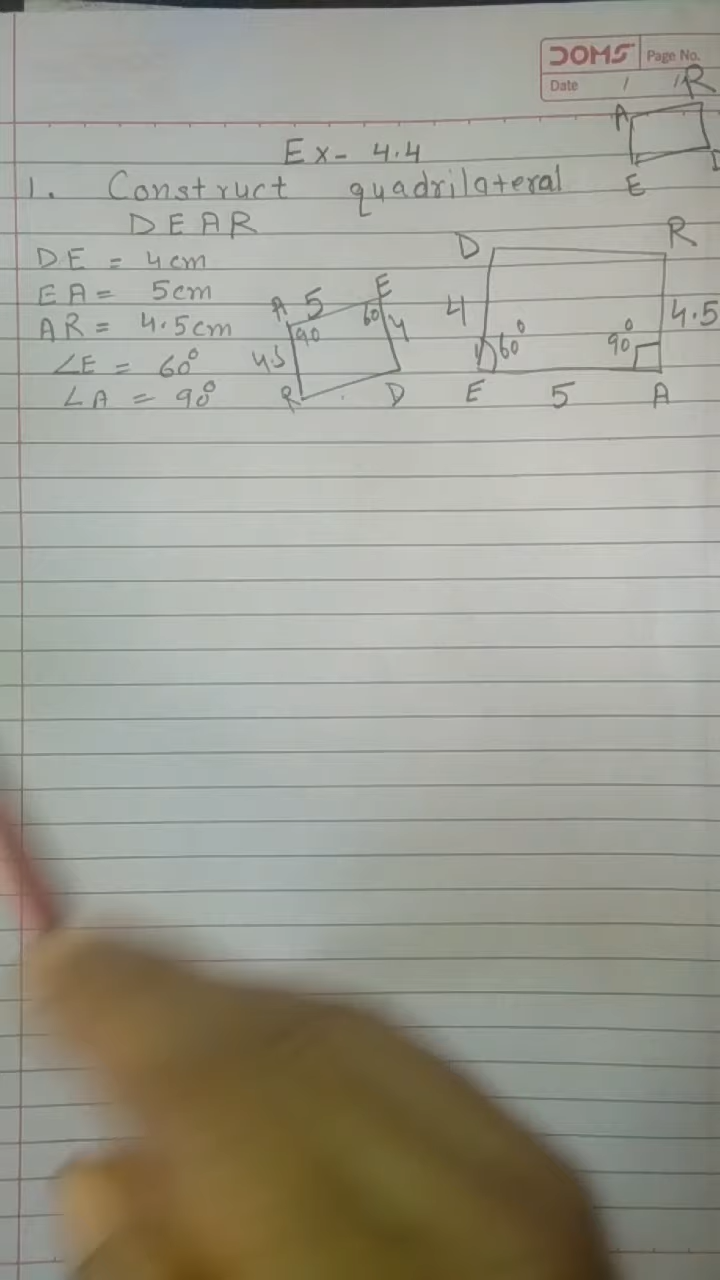 DOMS Page No.
Date / /
R
A
E
Ex- 4.4
1. Construct quadrilateral
DEAR
DE = 4cm
EA = 5cm
AR = 4.5cm
∠E = 60°
∠A = 90°
A 5 E
90 60 4
4.5
R D
D R
4 4.5
60° 90°
E 5 A